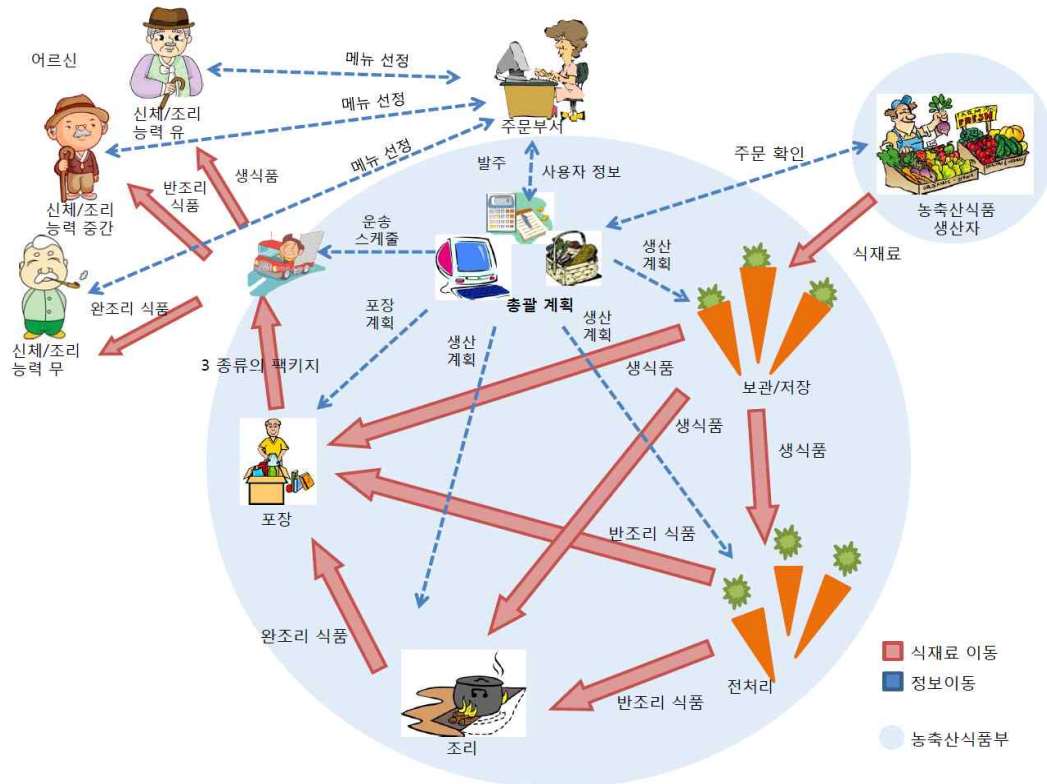 어르신
신체/조리
능력 유
메뉴 선정
메뉴 선정
메뉴 선정
주문부서
신체/조리
능력 중간
반조리
식품
생식품
발주
사용자 정보
주문 확인
농축산식품
생산자
식재료
운송
스케줄
생산
계획
완조리 식품
신체/조리
능력 무
포장
계획
총괄 계획
생산
계획
생산
계획
3 종류의 팩키지
생식품
보관/저장
생식품
생식품
포장
반조리 식품
완조리 식품
반조리 식품
전처리
조리
식재료 이동
정보이동
농축산식품부